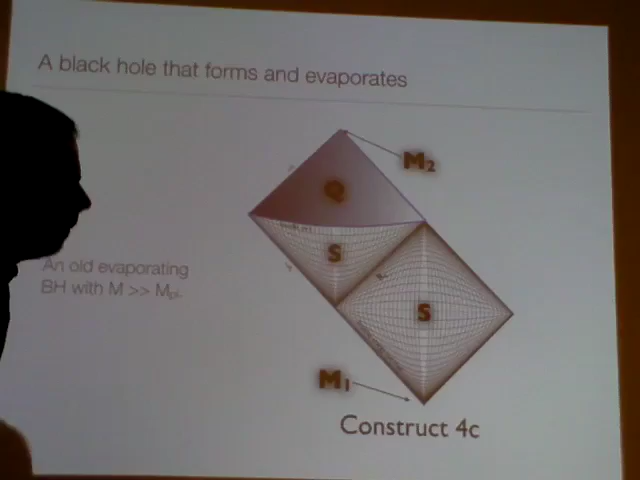 A black hole that forms and evaporates
M2
Q
S
An old evaporating
BH with M >> MPl.
S
M1
Construct 4c